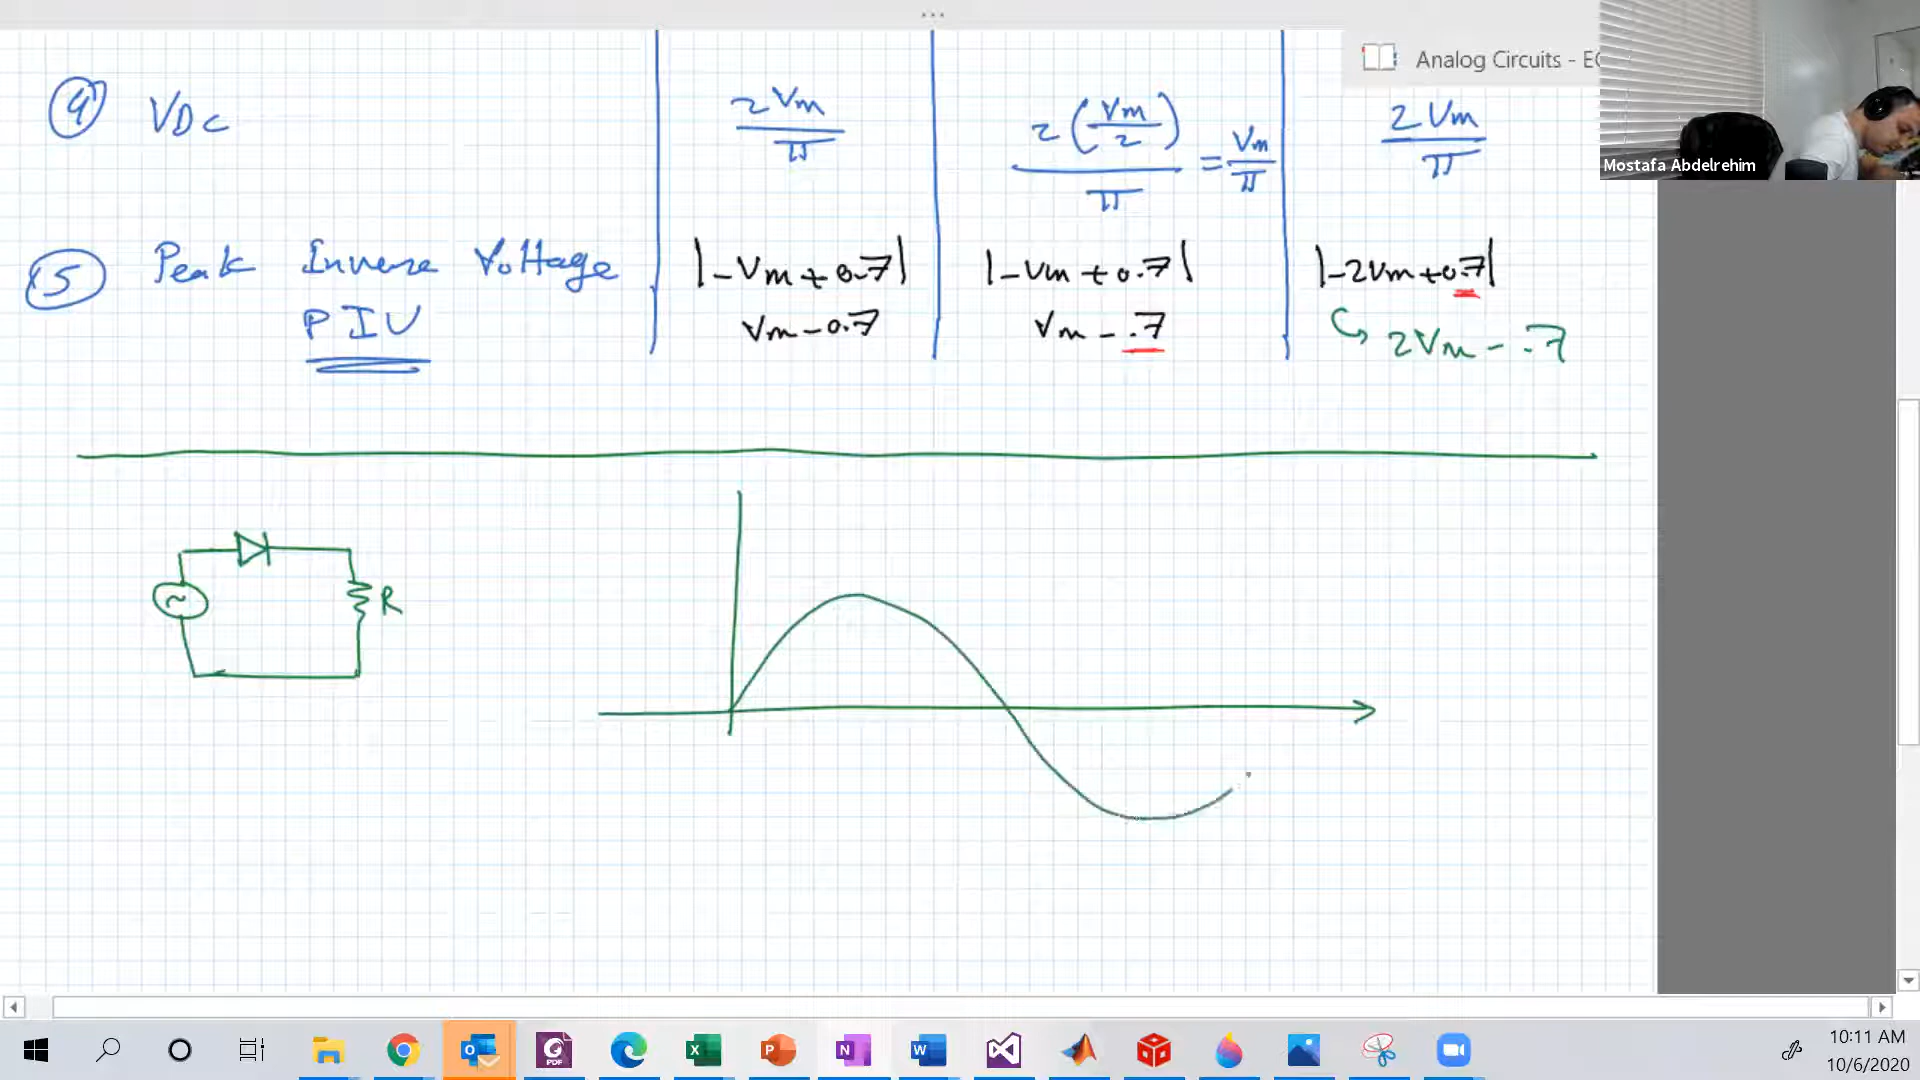 Analog Circuits - EC
Mostafa Abdelrehim
4 VDC 2Vm/π 2(Vm/2)/π = Vm/π 2Vm/π
5 Peak Inverse Voltage |-Vm+0.7| |-Vm+0.7| |-2Vm+0.7|
PIV Vm-0.7 Vm-.7 2Vm-.7
~ R
10:11 AM
10/6/2020